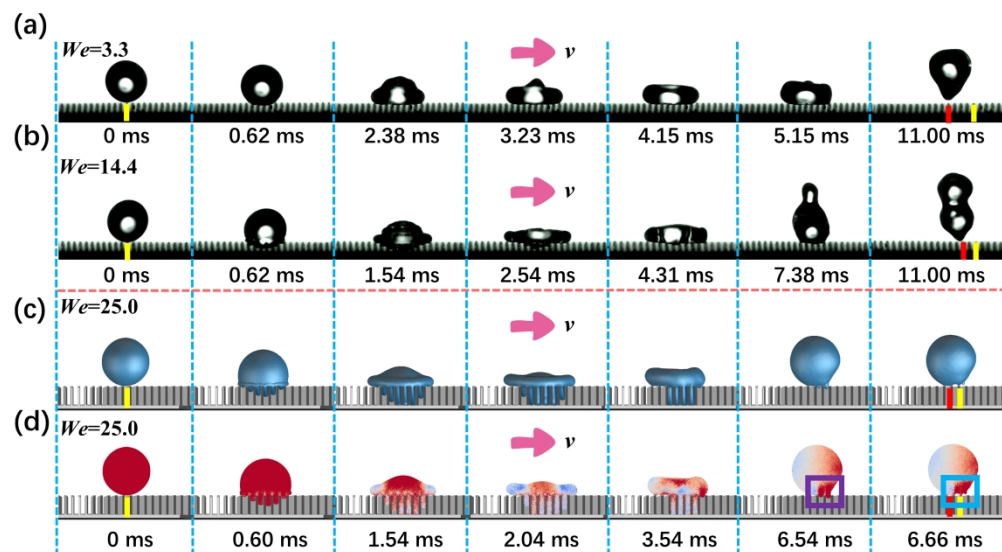 (a)
We=3.3
v
0 ms 0.62 ms 2.38 ms 3.23 ms 4.15 ms 5.15 ms 11.00 ms
(b)
We=14.4
v
0 ms 0.62 ms 1.54 ms 2.54 ms 4.31 ms 7.38 ms 11.00 ms
(c)
We=25.0
v
(d)
We=25.0
v
0 ms 0.60 ms 1.54 ms 2.04 ms 3.54 ms 6.54 ms 6.66 ms